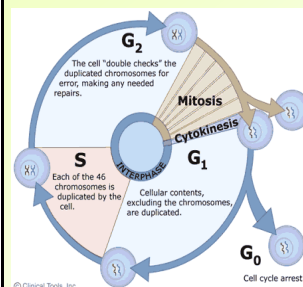 G2
The cell "double checks" the
duplicated chromosomes for
error, making any needed
repairs.
Mitosis
Cytokinesis
G1
INTERPHASE
S
Each of the 46
chromosomes is
duplicated by the
cell.
Cellular contents,
excluding the chromosomes,
are duplicated.
G0
Cell cycle arrest
© Clinical Tools, Inc